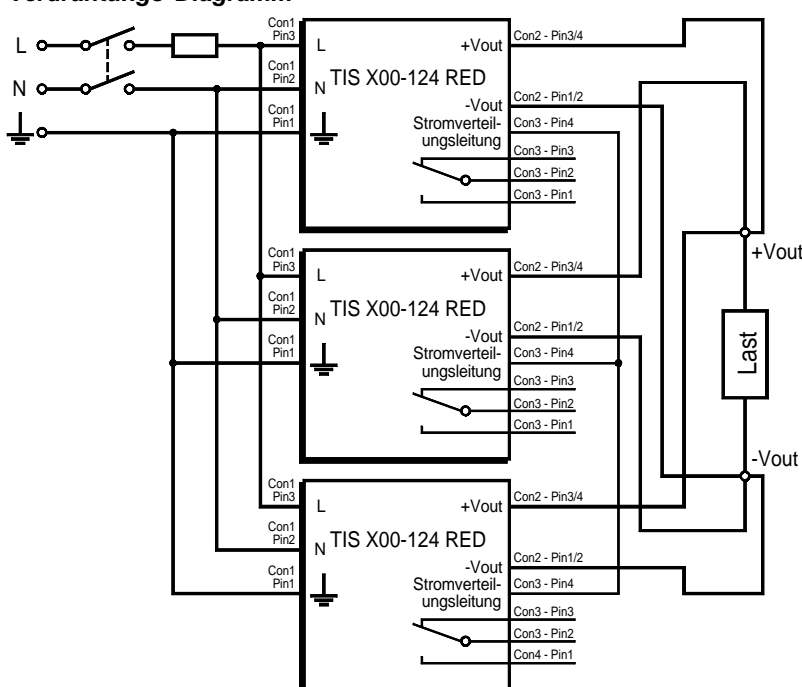 Verdrahtungs-Diagramm
L
N
Con1
Pin3
Con1
Pin2
Con1
Pin1
L
N
TIS X00-124 RED
+Vout
-Vout
Stromverteil-
ungsleitung
Con2 - Pin3/4
Con2 - Pin1/2
Con3 - Pin4
Con3 - Pin3
Con3 - Pin2
Con3 - Pin1
Con1
Pin3
Con1
Pin2
Con1
Pin1
L
N
TIS X00-124 RED
+Vout
-Vout
Stromverteil-
ungsleitung
Con2 - Pin3/4
Con2 - Pin1/2
Con3 - Pin4
Con3 - Pin3
Con3 - Pin2
Con3 - Pin1
+Vout
Last
-Vout
Con1
Pin3
Con1
Pin2
Con1
Pin1
L
N
TIS X00-124 RED
+Vout
-Vout
Stromverteil-
ungsleitung
Con2 - Pin3/4
Con2 - Pin1/2
Con3 - Pin4
Con3 - Pin3
Con3 - Pin2
Con4 - Pin1